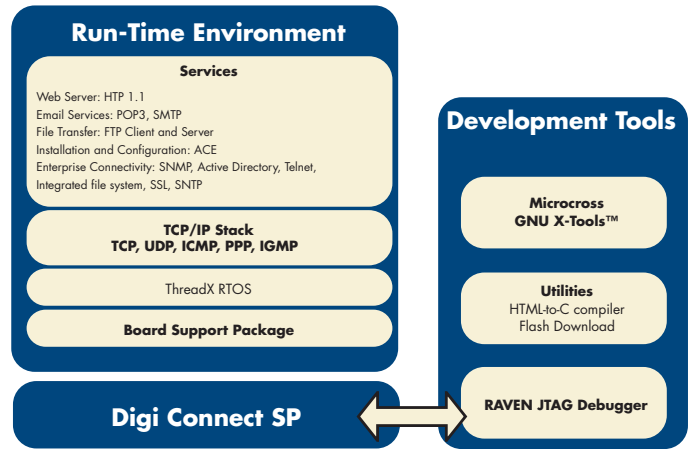 Run-Time Environment
Services
Web Server: HTP 1.1
Email Services: POP3, SMTP
File Transfer: FTP Client and Server
Installation and Configuration: ACE
Enterprise Connectivity: SNMP, Active Directory, Telnet,
Integrated file system, SSL, SNTP
TCP/IP Stack
TCP, UDP, ICMP, PPP, IGMP
ThreadX RTOS
Board Support Package
Digi Connect SP
Development Tools
Microcross
GNU X-Tools™
Utilities
HTML-to-C compiler
Flash Download
RAVEN JTAG Debugger